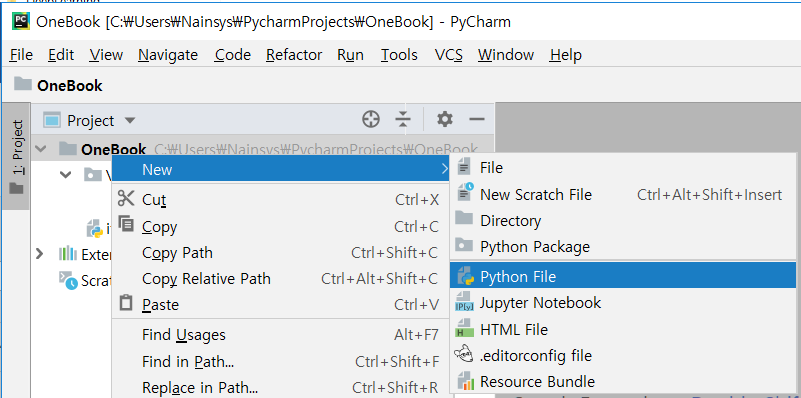 OneBook [C:₩Users₩Nainsys₩PycharmProjects₩OneBook] - PyCharm
File Edit View Navigate Code Refactor Run Tools VCS Window Help
OneBook
1: Project
Project
OneBook C:₩Users₩Nainsys₩PycharmProjects₩OneBook
New
Cut Ctrl+X
Copy Ctrl+C
Copy Path Ctrl+Shift+C
Copy Relative Path Ctrl+Alt+Shift+C
Paste Ctrl+V
Find Usages Alt+F7
Find in Path... Ctrl+Shift+F
Replace in Path... Ctrl+Shift+R
Exter
Scrat
File
New Scratch File Ctrl+Alt+Shift+Insert
Directory
Python Package
Python File
Jupyter Notebook
HTML File
.editorconfig file
Resource Bundle